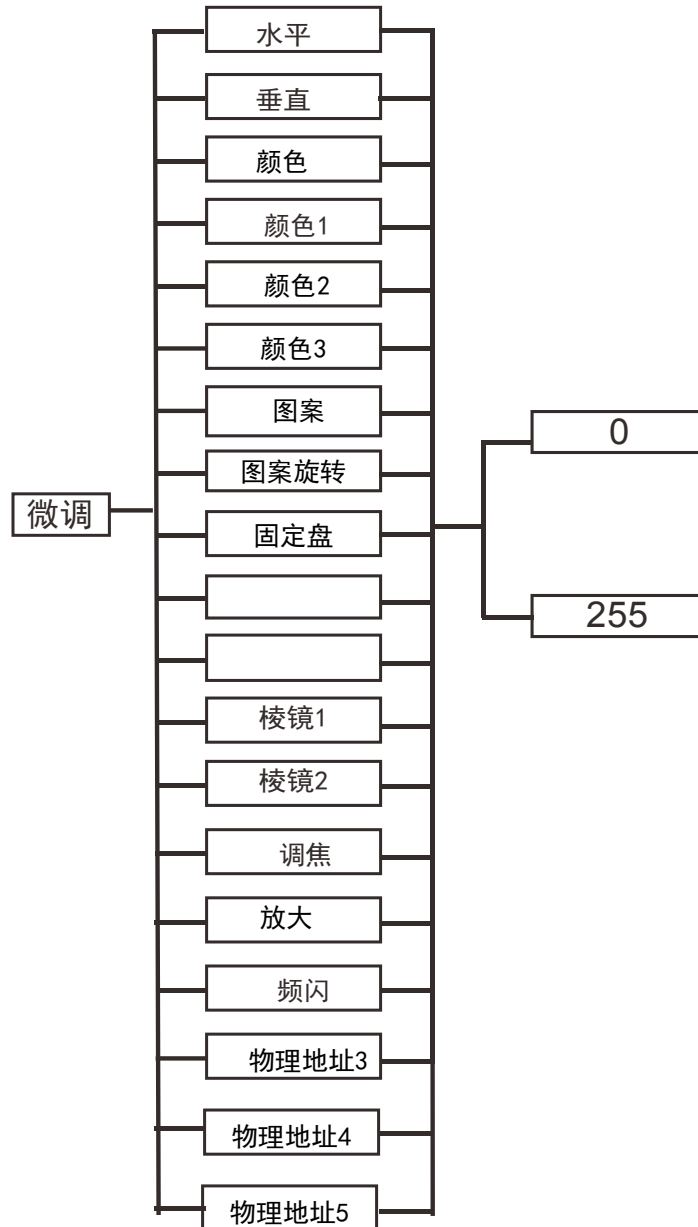 水平
垂直
颜色
颜色1
颜色2
颜色3
图案
图案旋转
固定盘
棱镜1
棱镜2
调焦
放大
频闪
物理地址3
物理地址4
物理地址5
微调
0
255